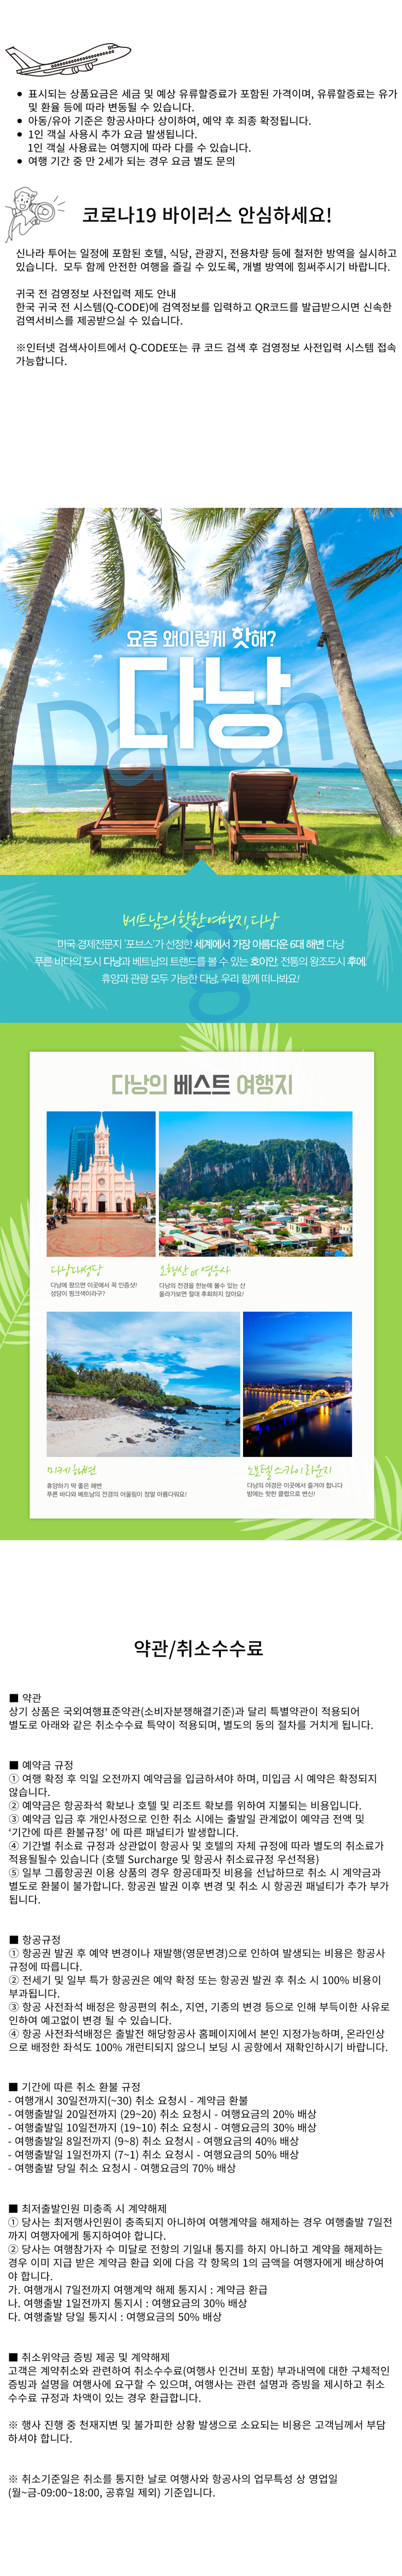 ● 표시되는 상품요금은 세금 및 예상 유류할증료가 포함된 가격이며, 유류할증료는 유가
및 환율 등에 따라 변동될 수 있습니다.
● 아동/유아 기준은 항공사마다 상이하여, 예약 후 최종 확정됩니다.
● 1인 객실 사용시 추가 요금 발생됩니다.
1인 객실 사용료는 여행지에 따라 다를 수 있습니다.
● 여행 기간 중 만 2세가 되는 경우 요금 별도 문의
코로나19 바이러스 안심하세요!
신나라 투어는 일정에 포함된 호텔, 식당, 관광지, 전용차량 등에 철저한 방역을 실시하고
있습니다. 모두 함께 안전한 여행을 즐길 수 있도록, 개별 방역에 힘써주시기 바랍니다.
귀국 전 검영정보 사전입력 제도 안내
한국 귀국 전 시스템(Q-CODE)에 검역정보를 입력하고 QR코드를 발급받으시면 신속한
검역서비스를 제공받으실 수 있습니다.
※인터넷 검색사이트에서 Q-CODE또는 큐 코드 검색 후 검영정보 사전입력 시스템 접속
가능합니다.
요즘 왜이렇게 핫해?
다낭
Danang
베트남의 핫한 여행지, 다낭
미국 경제전문지 '포브스'가 선정한 세계에서 가장 아름다운 6대 해변 다낭
푸른 바다의 도시 다낭과 베트남의 트랜드를 볼 수 있는 호이안, 전통의 왕조도시 후에.
휴양과 관광 모두 가능한 다낭, 우리 함께 떠나봐요!
다낭의 베스트 여행지
다낭대성당
다낭에 왔으면 이곳에서 꼭 인증샷!
성당이 핑크색이라구?
오행산 or 영응사
다낭의 전경을 한눈에 볼수 있는 산
올라가보면 절대 후회하지 않아요!
미케 해변
휴양하기 딱 좋은 해변
푸른 바다와 베트남의 전경의 어울림이 정말 아름다워요!
노보텔 스카이 라운지
다낭의 야경은 이곳에서 즐겨야 합니다
밤에는 핫한 클럽으로 변신!
약관/취소수수료
■ 약관
상기 상품은 국외여행표준약관(소비자분쟁해결기준)과 달리 특별약관이 적용되어
별도로 아래와 같은 취소수수료 특약이 적용되며, 별도의 동의 절차를 거치게 됩니다.
■ 예약금 규정
① 여행 확정 후 익일 오전까지 예약금을 입금하셔야 하며, 미입금 시 예약은 확정되지
않습니다.
② 예약금은 항공좌석 확보나 호텔 및 리조트 확보를 위하여 지불되는 비용입니다.
③ 예약금 입금 후 개인사정으로 인한 취소 시에는 출발일 관계없이 예약금 전액 및
'기간에 따른 환불규정' 에 따른 패널티가 발생합니다.
④ 기간별 취소료 규정과 상관없이 항공사 및 호텔의 자체 규정에 따라 별도의 취소료가
적용될될수 있습니다 (호텔 Surcharge 및 항공사 취소료규정 우선적용)
⑤ 일부 그룹항공권 이용 상품의 경우 항공데파짓 비용을 선납하므로 취소 시 계약금과
별도로 환불이 불가합니다. 항공권 발권 이후 변경 및 취소 시 항공권 패널티가 추가 부가
됩니다.
■ 항공규정
① 항공권 발권 후 예약 변경이나 재발행(영문변경)으로 인하여 발생되는 비용은 항공사
규정에 따릅니다.
② 전세기 및 일부 특가 항공권은 예약 확정 또는 항공권 발권 후 취소 시 100% 비용이
부과됩니다.
③ 항공 사전좌석 배정은 항공편의 취소, 지연, 기종의 변경 등으로 인해 부득이한 사유로
인하여 예고없이 변경 될 수 있습니다.
④ 항공 사전좌석배정은 출발전 해당항공사 홈페이지에서 본인 지정가능하며, 온라인상
으로 배정한 좌석도 100% 개런티되지 않으니 보딩 시 공항에서 재확인하시기 바랍니다.
■ 기간에 따른 취소 환불 규정
- 여행개시 30일전까지(~30) 취소 요청시 - 계약금 환불
- 여행출발일 20일전까지 (29~20) 취소 요청시 - 여행요금의 20% 배상
- 여행출발일 10일전까지 (19~10) 취소 요청시 - 여행요금의 30% 배상
- 여행출발일 8일전까지 (9~8) 취소 요청시 - 여행요금의 40% 배상
- 여행출발일 1일전까지 (7~1) 취소 요청시 - 여행요금의 50% 배상
- 여행출발 당일 취소 요청시 - 여행요금의 70% 배상
■ 최저출발인원 미충족 시 계약해제
① 당사는 최저행사인원이 충족되지 아니하여 여행계약을 해제하는 경우 여행출발 7일전
까지 여행자에게 통지하여야 합니다.
② 당사는 여행참가자 수 미달로 전항의 기일내 통지를 하지 아니하고 계약을 해제하는
경우 이미 지급 받은 계약금 환급 외에 다음 각 항목의 1의 금액을 여행자에게 배상하여
야 합니다.
가. 여행개시 7일전까지 여행계약 해제 통지시 : 계약금 환급
나. 여행출발 1일전까지 통지시 : 여행요금의 30% 배상
다. 여행출발 당일 통지시 : 여행요금의 50% 배상
■ 취소위약금 증빙 제공 및 계약해제
고객은 계약취소와 관련하여 취소수수료(여행사 인건비 포함) 부과내역에 대한 구체적인
증빙과 설명을 여행사에 요구할 수 있으며, 여행사는 관련 설명과 증빙을 제시하고 취소
수수료 규정과 차액이 있는 경우 환급합니다.
※ 행사 진행 중 천재지변 및 불가피한 상황 발생으로 소요되는 비용은 고객님께서 부담
하셔야 합니다.
※ 취소기준일은 취소를 통지한 날로 여행사와 항공사의 업무특성 상 영업일
(월~금-09:00~18:00, 공휴일 제외) 기준입니다.